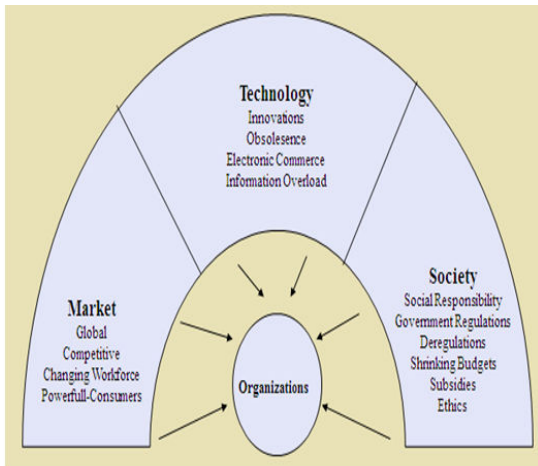 Technology
Innovations
Obsolesence
Electronic Commerce
Information Overload
Market
Global
Competitive
Changing Workforce
Powerfull-Consumers
Society
Social Responsibility
Government Regulations
Deregulations
Shrinking Budgets
Subsidies
Ethics
Organizations